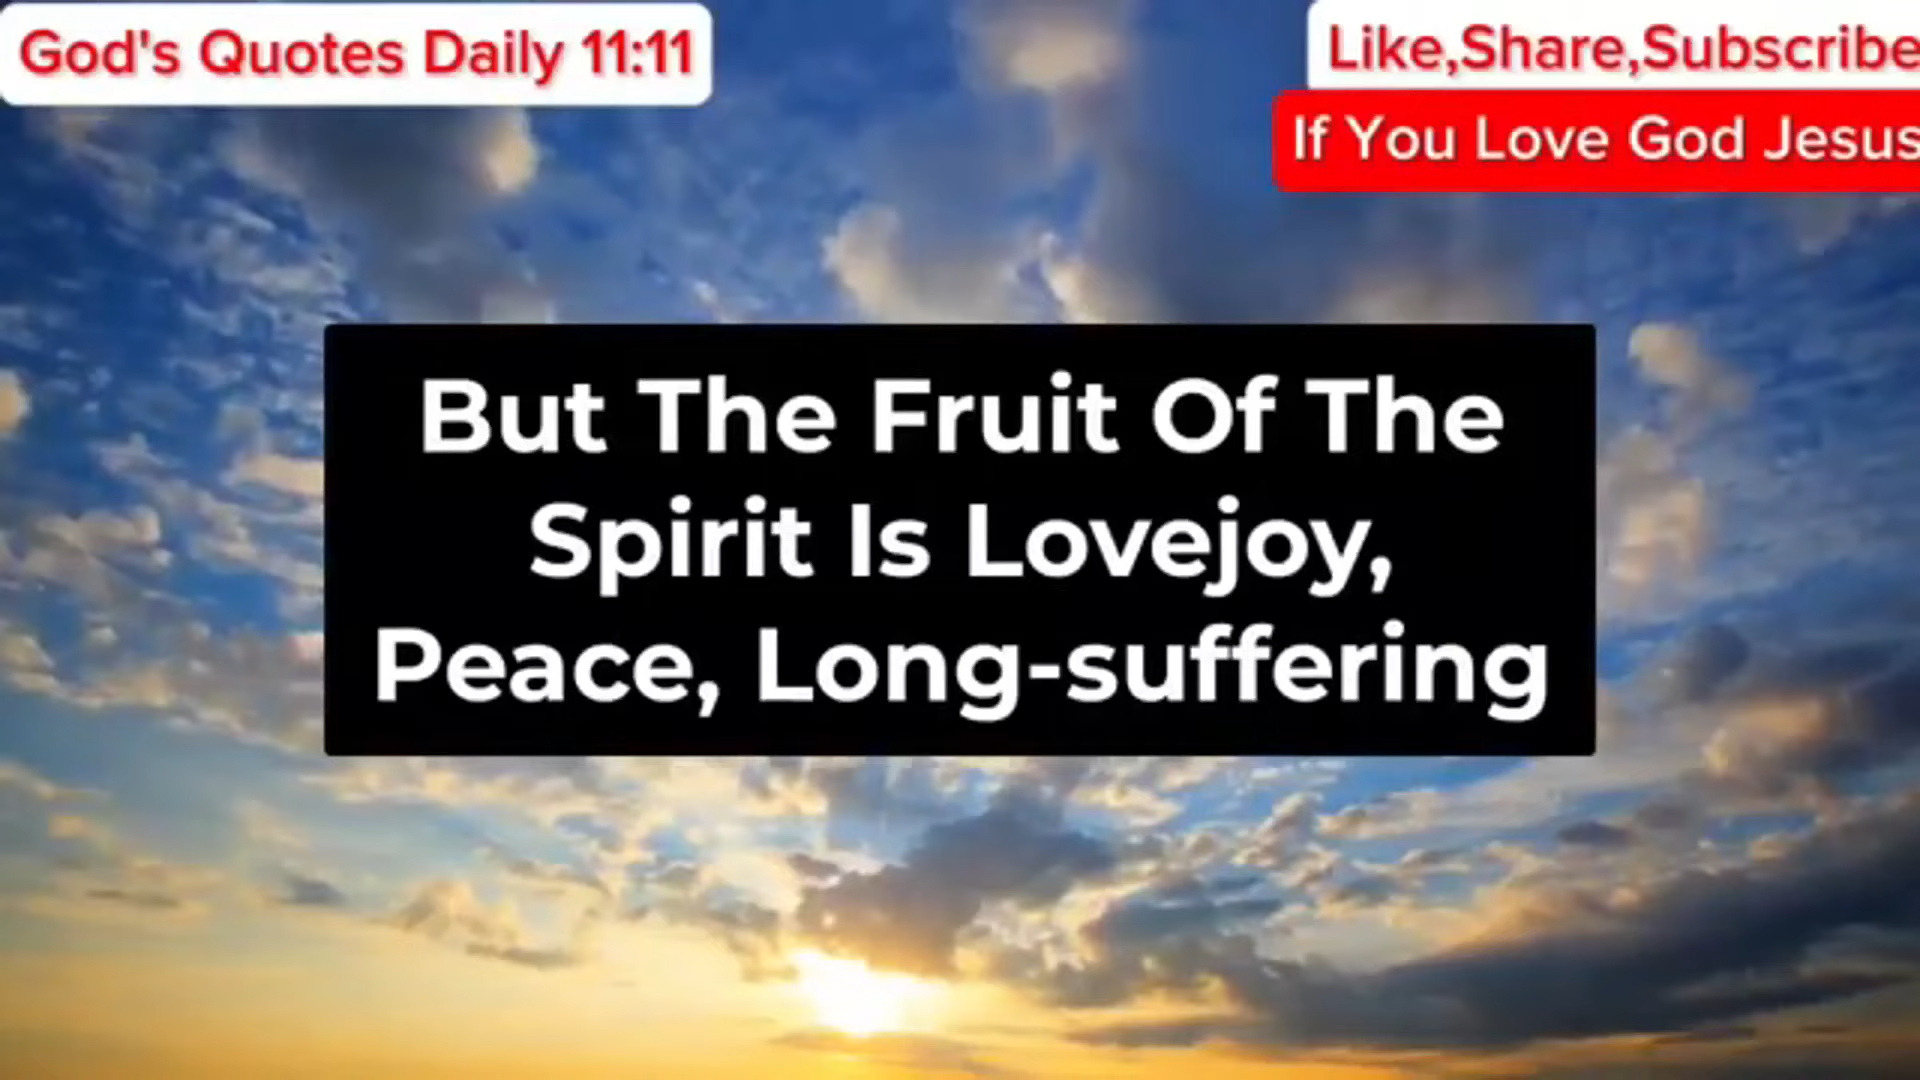 God's Quotes Daily 11:11
Like,Share,Subscribe
If You Love God Jesus
But The Fruit Of The
Spirit Is Lovejoy,
Peace, Long-suffering